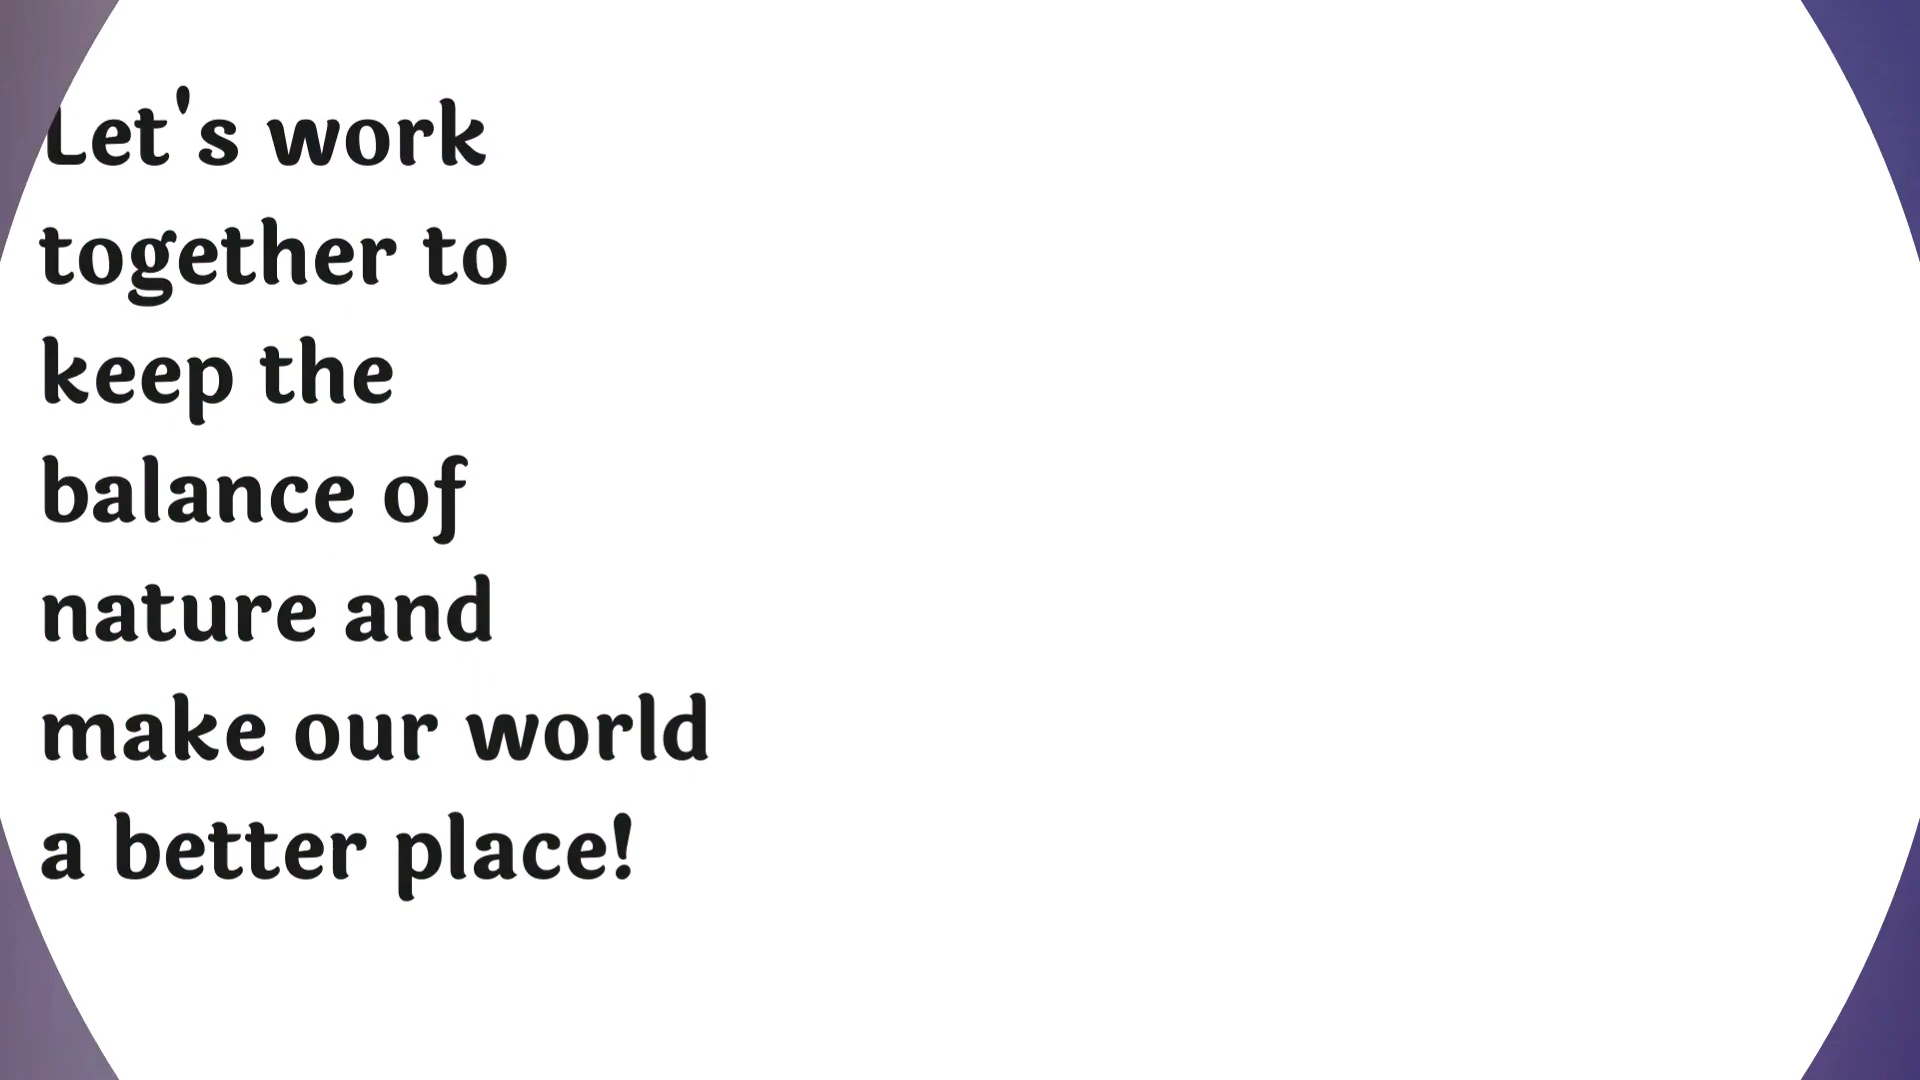 Let's work
together to
keep the
balance of
nature and
make our world
a better place!